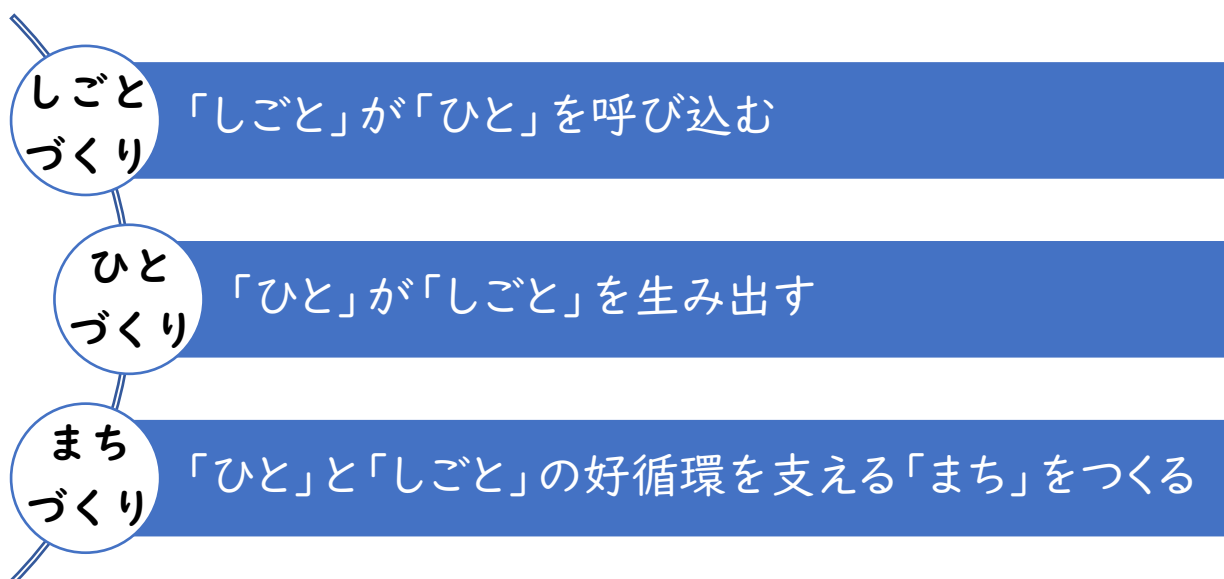 しごと
づくり
「しごと」が「ひと」を呼び込む
ひと
づくり
「ひと」が「しごと」を生み出す
まち
づくり
「ひと」と「しごと」の好循環を支える「まち」をつくる